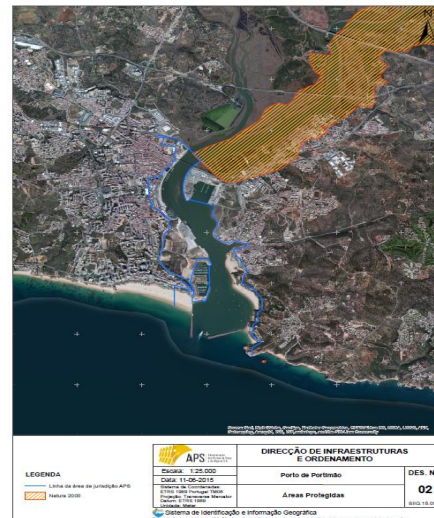 N
LEGENDA
Linha da área de jurisdição APS
Natura 2000
APS
DIRECÇÃO DE INFRAESTRUTURAS
E ORDENAMENTO
Escala: 1:25.000
Data: 11-06-2015
Sistema de Coordenadas:
ETRS 1989 Portugal TM06
Projeção: Transverse Mercator
Datum: ETRS 1989
Unidade: Meter
Porto de Portimão
Áreas Protegidas
DES. N
02
Sistema de Identificação e Informação Geográfica